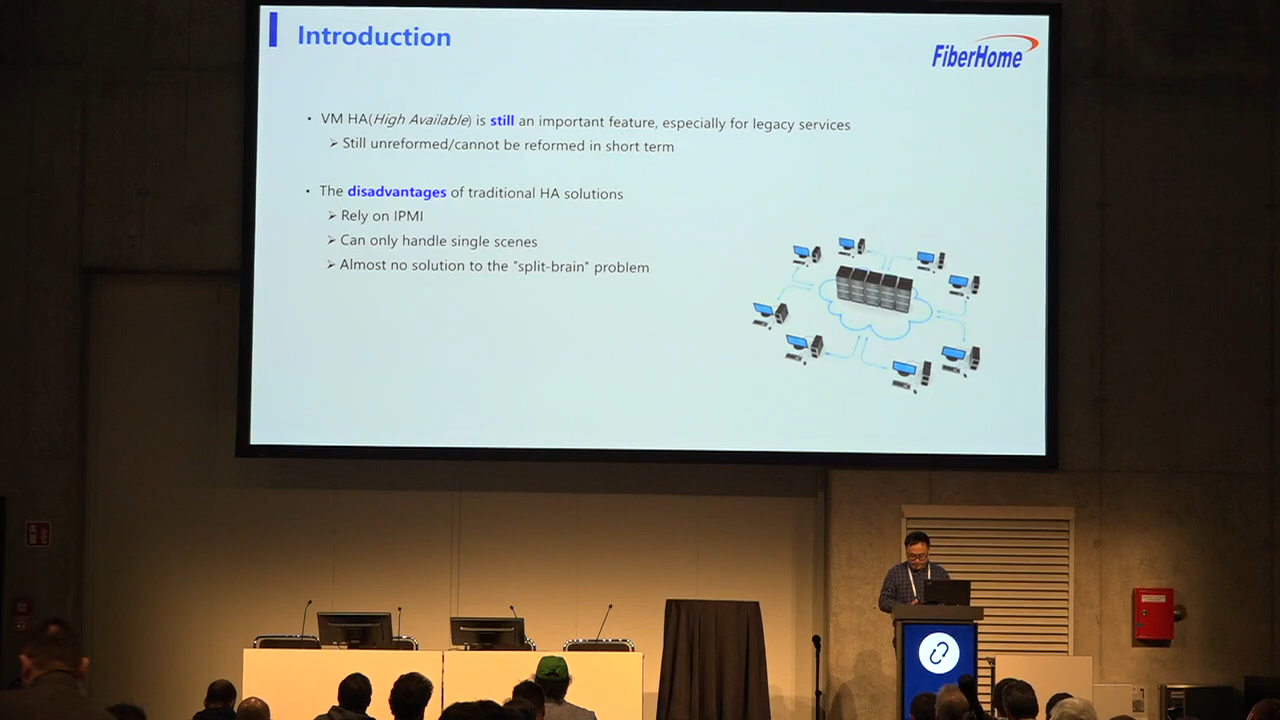 Introduction
FiberHome
• VM HA(High Available) is still an important feature, especially for legacy services
➢ Still unreformed/cannot be reformed in short term
• The disadvantages of traditional HA solutions
➢ Rely on IPMI
➢ Can only handle single scenes
➢ Almost no solution to the "split-brain" problem